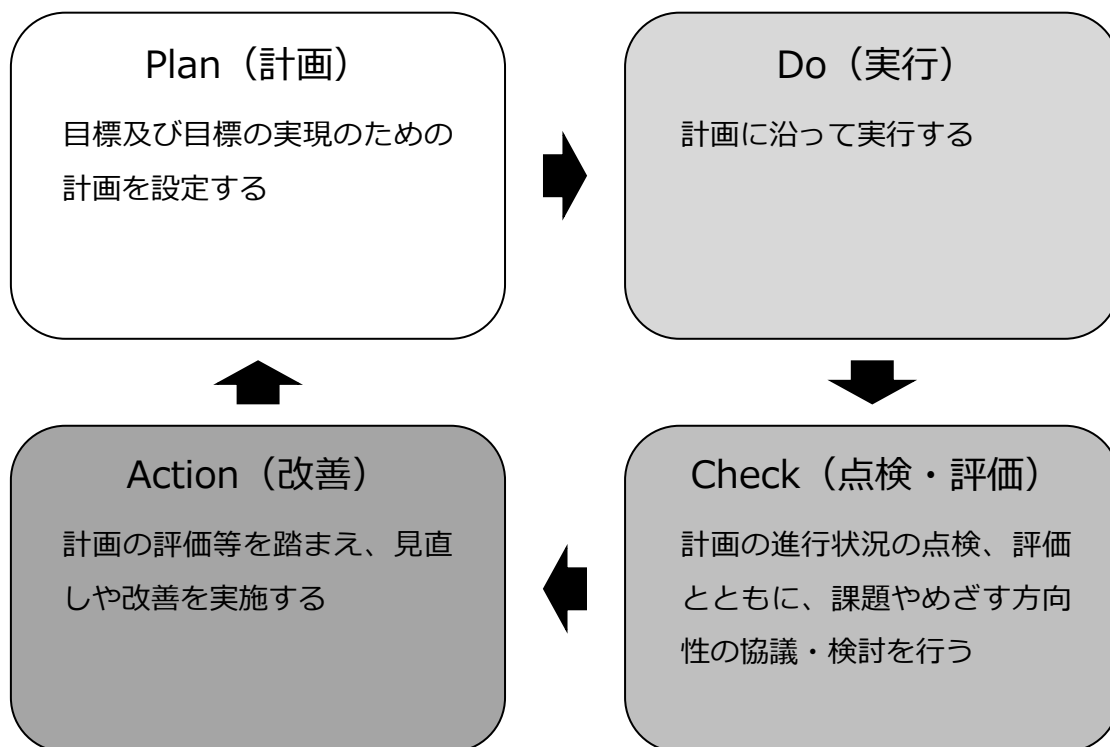 Plan（計画）
目標及び目標の実現のための
計画を設定する
Do（実行）
計画に沿って実行する
Action（改善）
計画の評価等を踏まえ、見直
しや改善を実施する
Check（点検・評価）
計画の進行状況の点検、評価
とともに、課題やめざす方向
性の協議・検討を行う